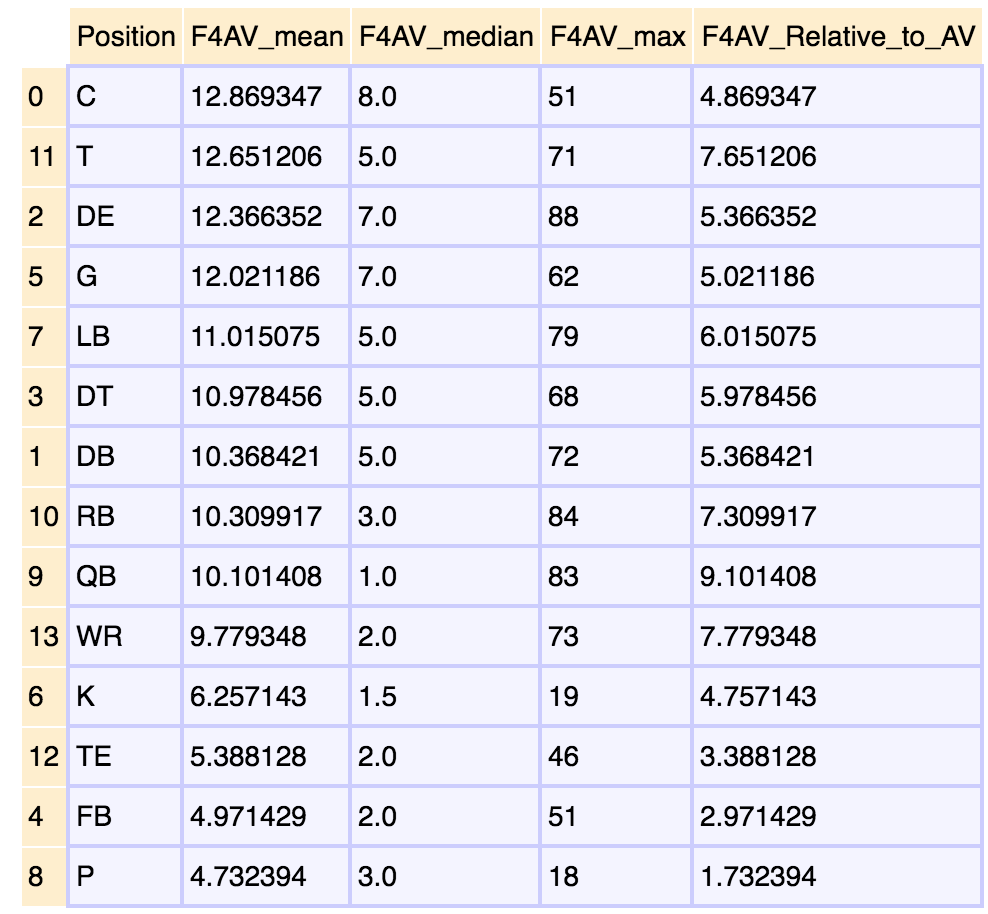 Position F4AV_mean F4AV_median F4AV_max F4AV_Relative_to_AV
0 C 12.869347 8.0 51 4.869347
11 T 12.651206 5.0 71 7.651206
2 DE 12.366352 7.0 88 5.366352
5 G 12.021186 7.0 62 5.021186
7 LB 11.015075 5.0 79 6.015075
3 DT 10.978456 5.0 68 5.978456
1 DB 10.368421 5.0 72 5.368421
10 RB 10.309917 3.0 84 7.309917
9 QB 10.101408 1.0 83 9.101408
13 WR 9.779348 2.0 73 7.779348
6 K 6.257143 1.5 19 4.757143
12 TE 5.388128 2.0 46 3.388128
4 FB 4.971429 2.0 51 2.971429
8 P 4.732394 3.0 18 1.732394